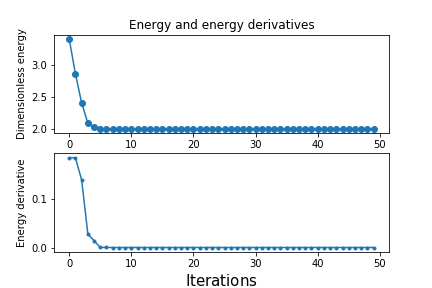 Energy and energy derivatives
Dimensionless energy
3.0
2.5
2.0
0 10 20 30 40 50
Energy derivative
0.1
0.0
0 10 20 30 40 50
Iterations